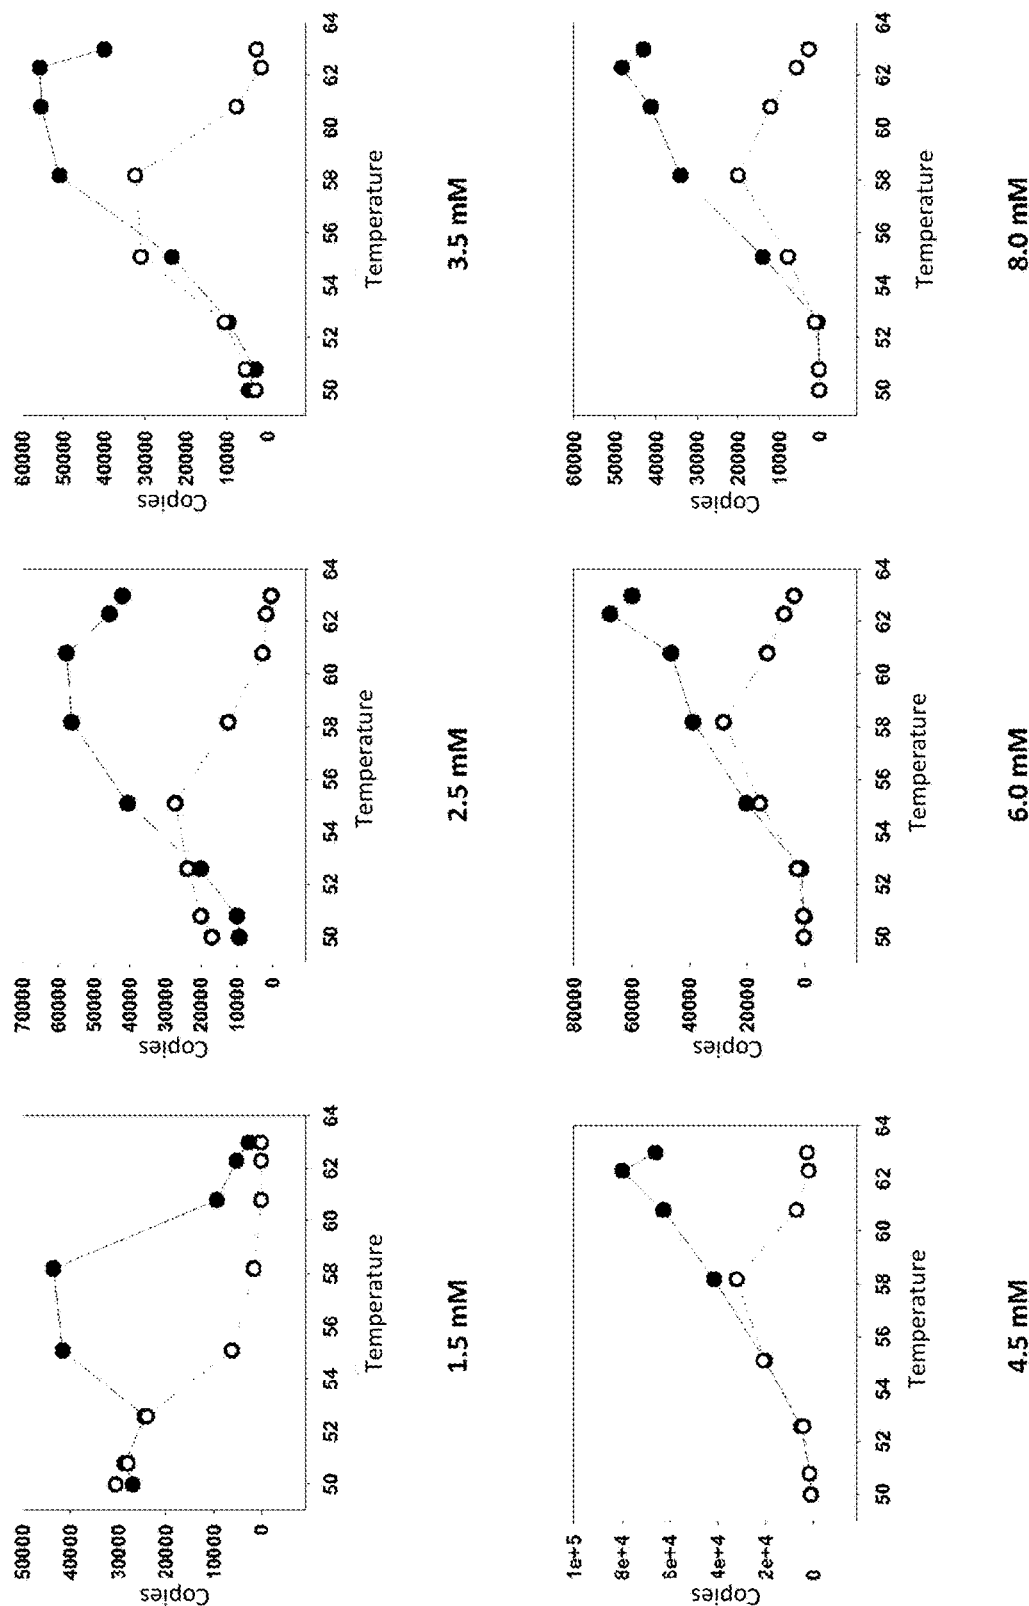 50000
40000
30000
20000
10000
0
Copies
50 52 54 56 58 60 62 64
Temperature
1.5 mM
70000
60000
50000
40000
30000
20000
10000
0
Copies
50 52 54 56 58 60 62 64
Temperature
2.5 mM
60000
50000
40000
30000
20000
10000
0
Copies
50 52 54 56 58 60 62 64
Temperature
3.5 mM
1e+5
8e+4
6e+4
4e+4
2e+4
0
Copies
50 52 54 56 58 60 62 64
Temperature
4.5 mM
80000
60000
40000
20000
0
Copies
50 52 54 56 58 60 62 64
Temperature
6.0 mM
60000
50000
40000
30000
20000
10000
0
Copies
50 52 54 56 58 60 62 64
Temperature
8.0 mM